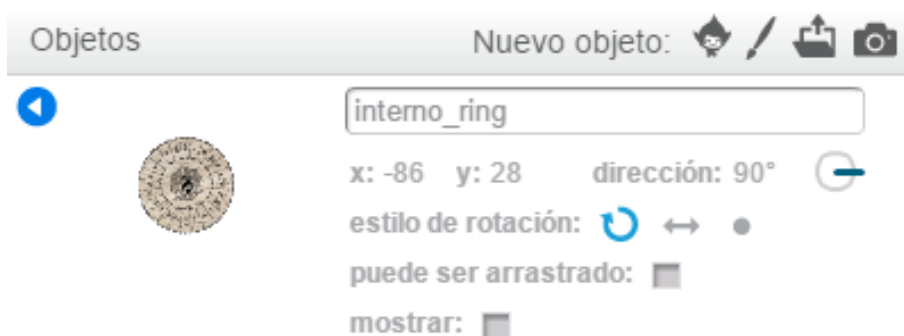 Objetos Nuevo objeto:
interno_ring
x: -86 y: 28 dirección: 90°
estilo de rotación:
puede ser arrastrado:
mostrar: